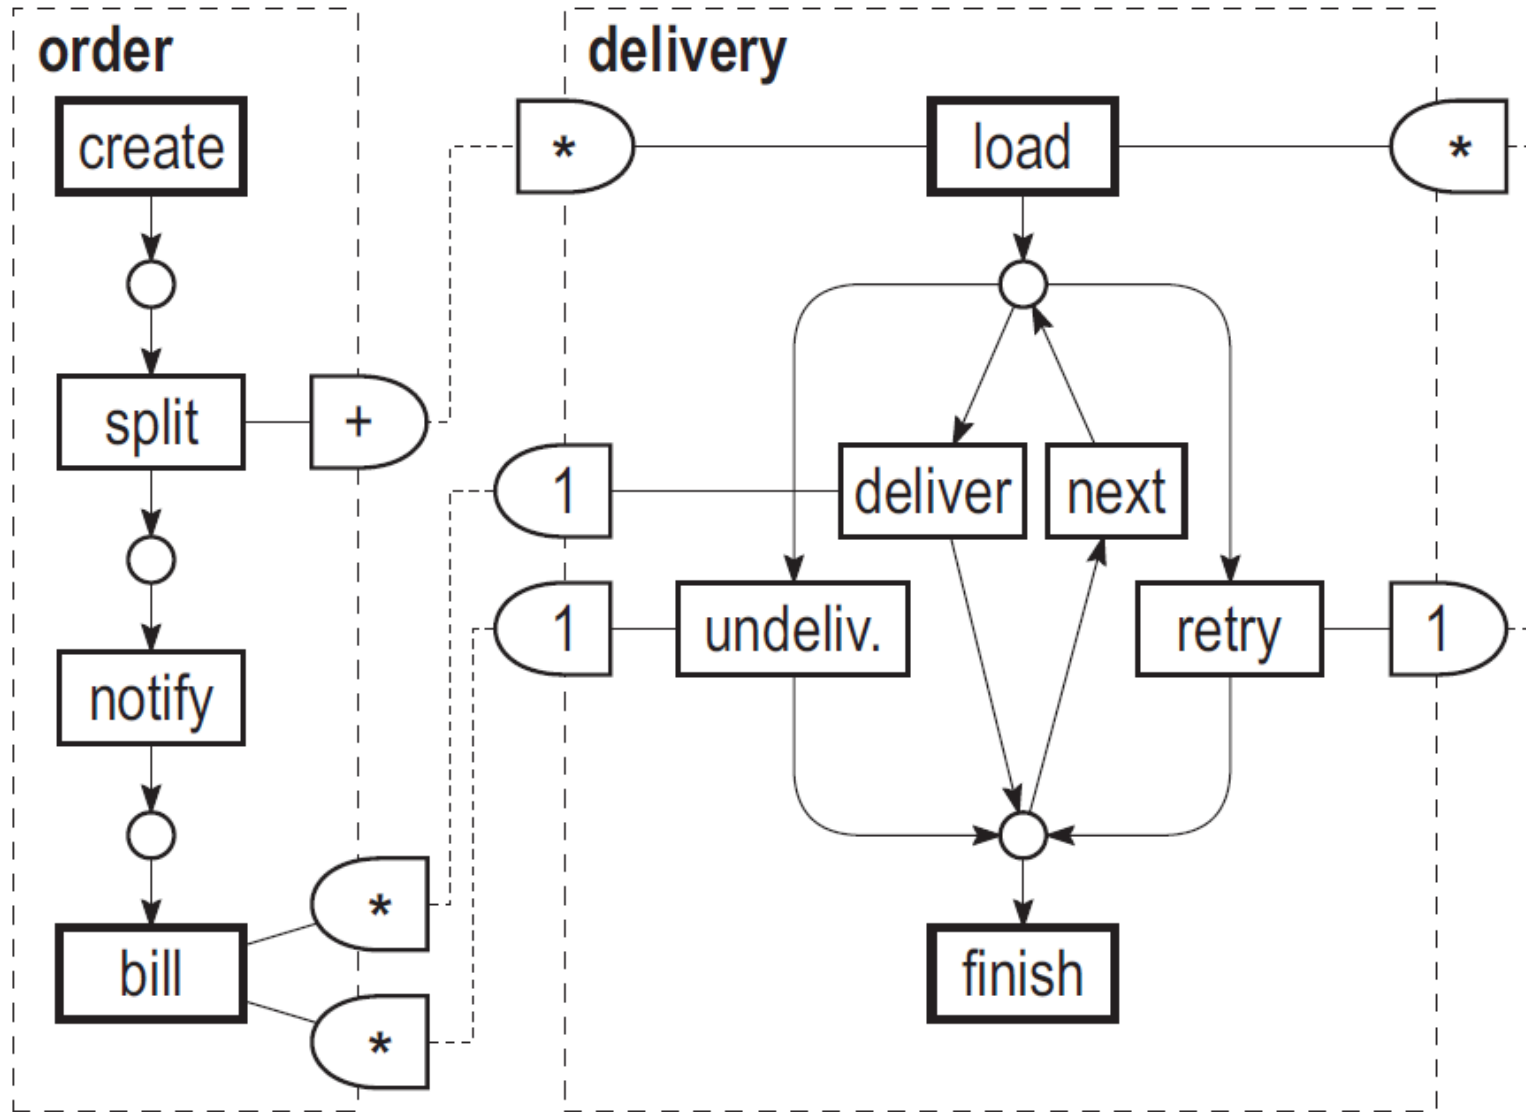 order
delivery
create
*
load
*
split
+
1
deliver
next
1
undeliv.
retry
1
notify
*
bill
finish
*